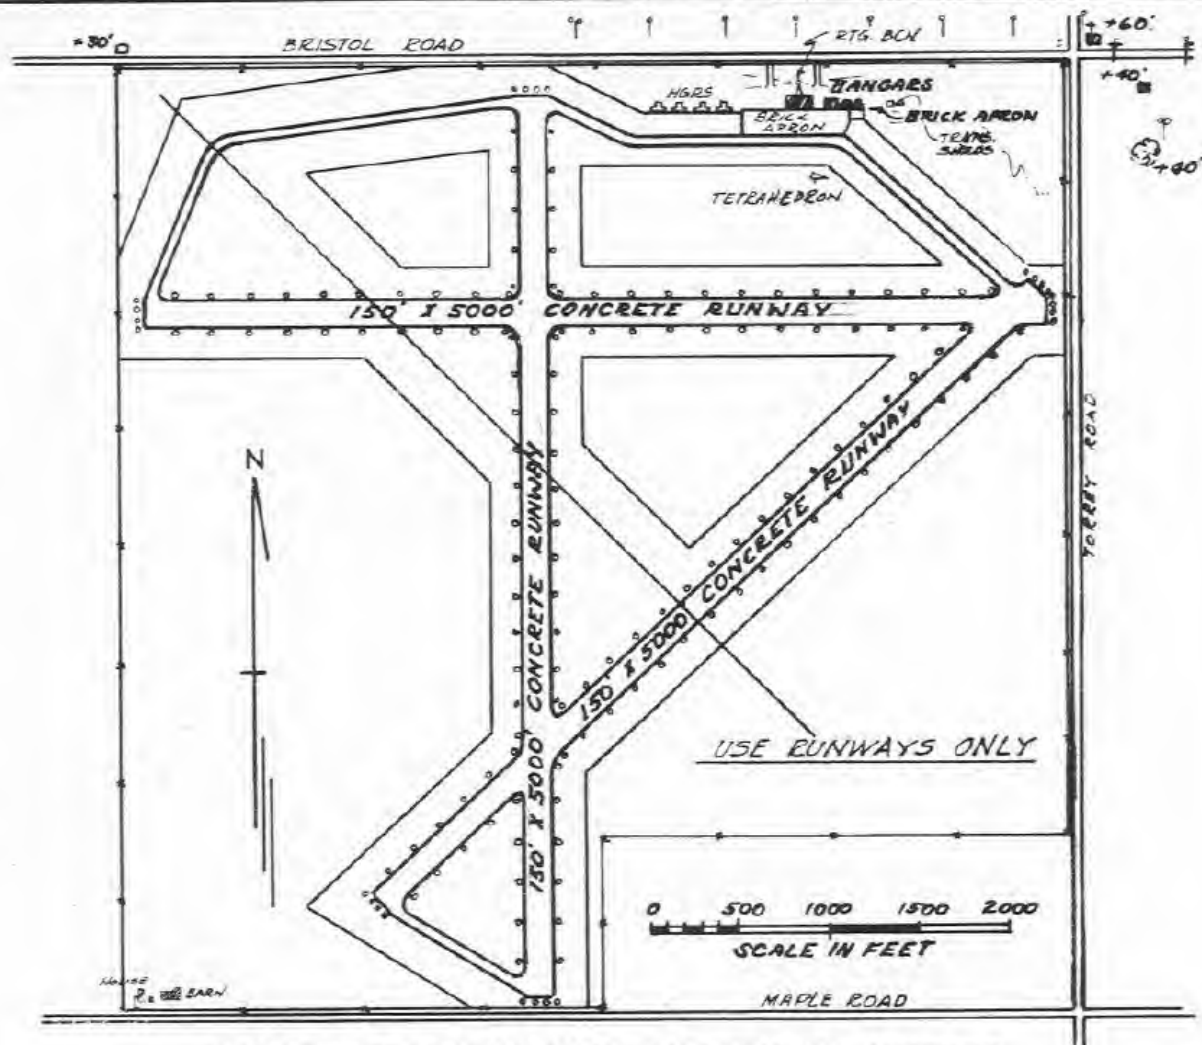 +30'
BRISTOL ROAD
RTG. BCN
+60'
+40'
HGRS
HANGARS
BRICK APRON
BRICK APRON
TRANS.
+40'
TETRAHEDRON
150' X 5000' CONCRETE RUNWAY
N
150' X 5000' CONCRETE RUNWAY
150' X 5000' CONCRETE RUNWAY
TORREY ROAD
USE RUNWAYS ONLY
0 500 1000 1500 2000
SCALE IN FEET
HOUSE
BARN
MAPLE ROAD